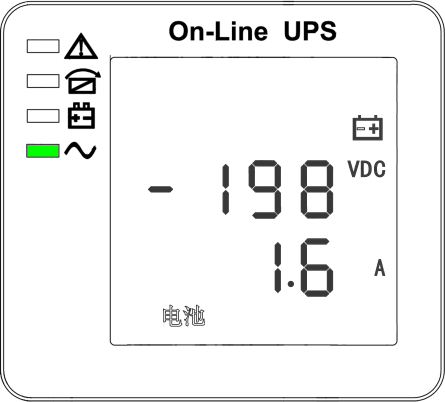 On-Line UPS
- 198 VDC
1.6 A
电池